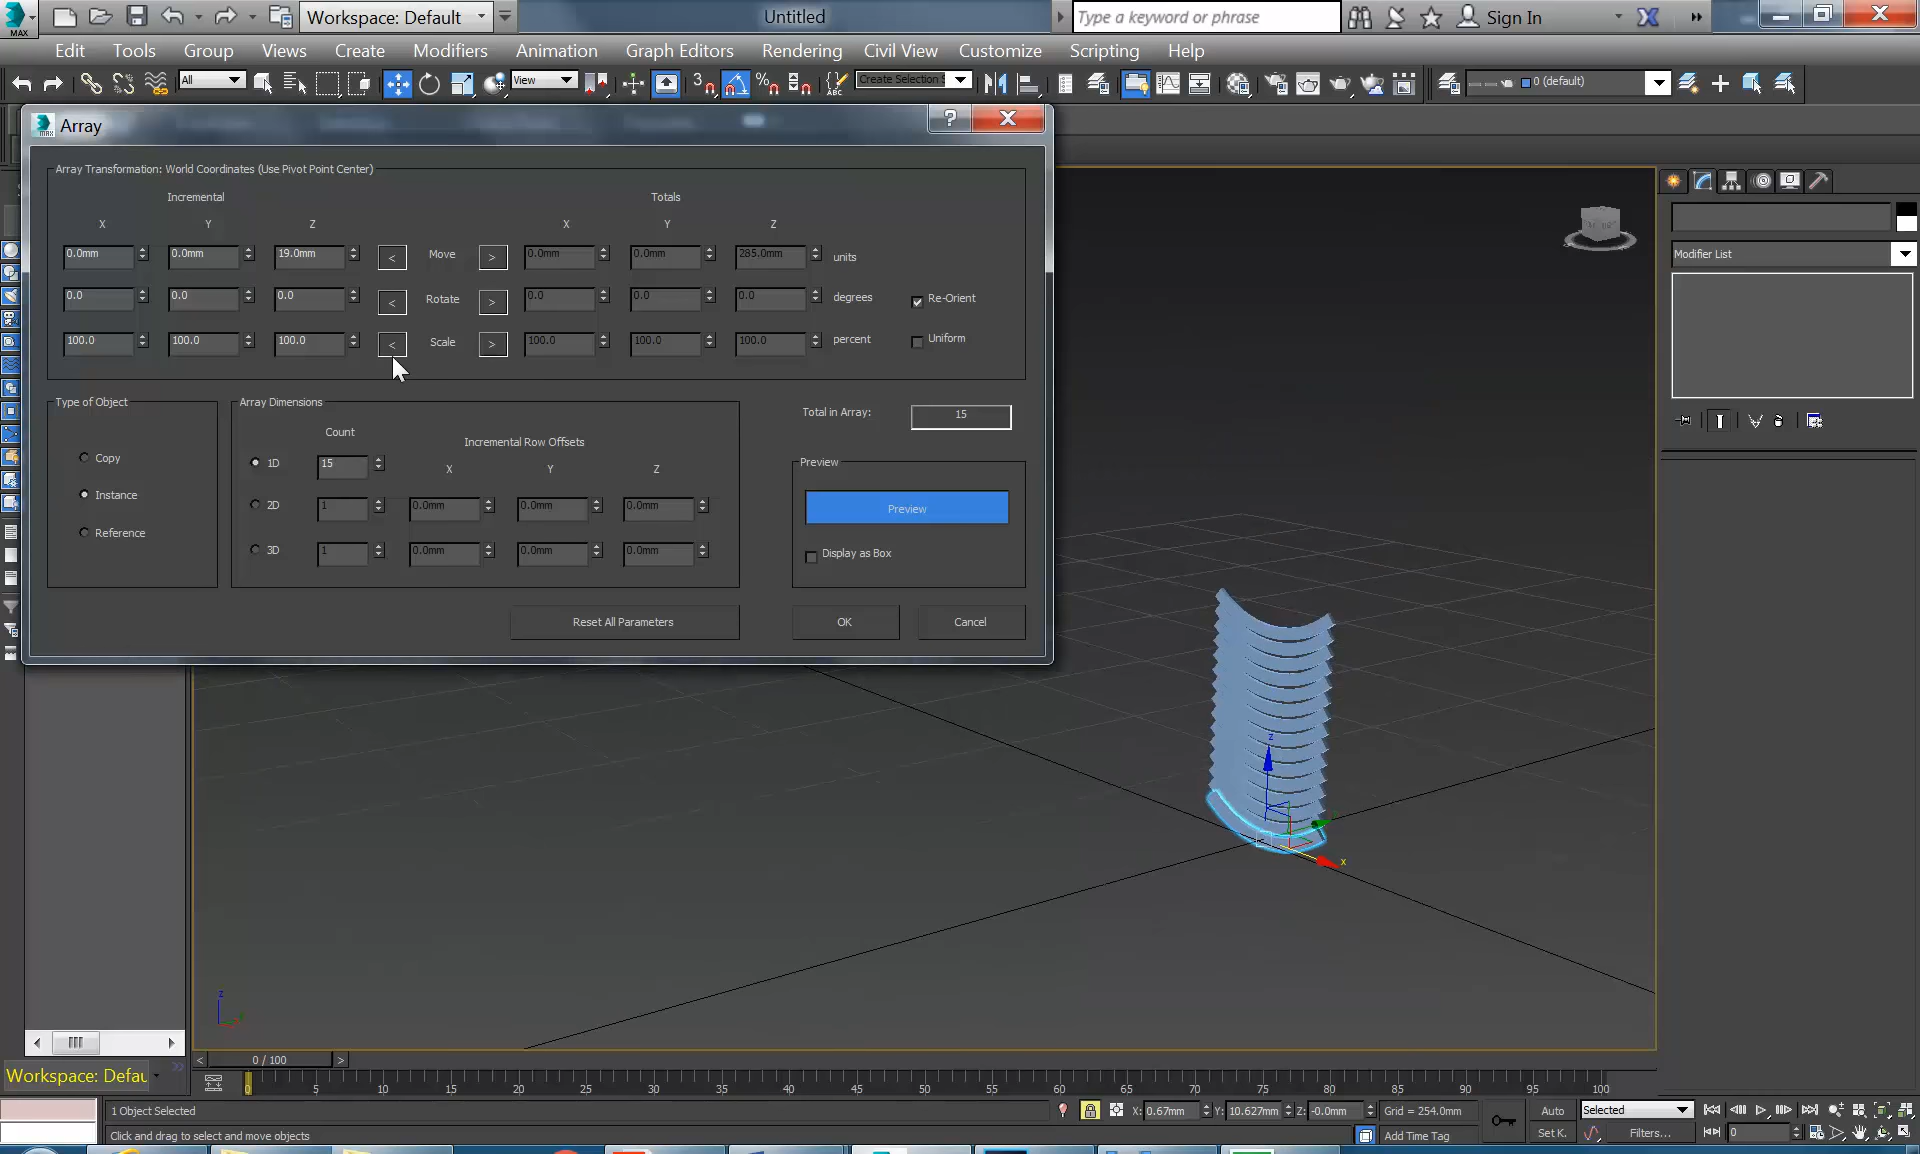 MAX
Workspace: Default
Untitled
Type a keyword or phrase
Sign In
Edit Tools Group Views Create Modifiers Animation Graph Editors Rendering Civil View Customize Scripting Help
All
View
3
%
ABC
Create Selection S
0 (default)
Array
?
Array Transformation: World Coordinates (Use Pivot Point Center)
Incremental Totals
X Y Z X Y Z
0.0mm 0.0mm 19.0mm < Move > 0.0mm 0.0mm 285.0mm units
0.0 0.0 0.0 < Rotate > 0.0 0.0 0.0 degrees Re-Orient
100.0 100.0 100.0 < Scale > 100.0 100.0 100.0 percent Uniform
Type of Object
Copy
Instance
Reference
Array Dimensions
Count
Incremental Row Offsets
X Y Z
1D 15
2D 1 0.0mm 0.0mm 0.0mm
3D 1 0.0mm 0.0mm 0.0mm
Total in Array: 15
Preview
Preview
Display as Box
Reset All Parameters OK Cancel
Modifier List
z
x
z
0 / 100
Workspace: Defau
0 5 10 15 20 25 30 35 40 45 50 55 60 65 70 75 80 85 90 95 100
1 Object Selected
X: 0.67mm Y: 10.627mm Z: -0.0mm Grid = 254.0mm
Auto Selected
Click and drag to select and move objects
Add Time Tag
Set K. Filters... 0